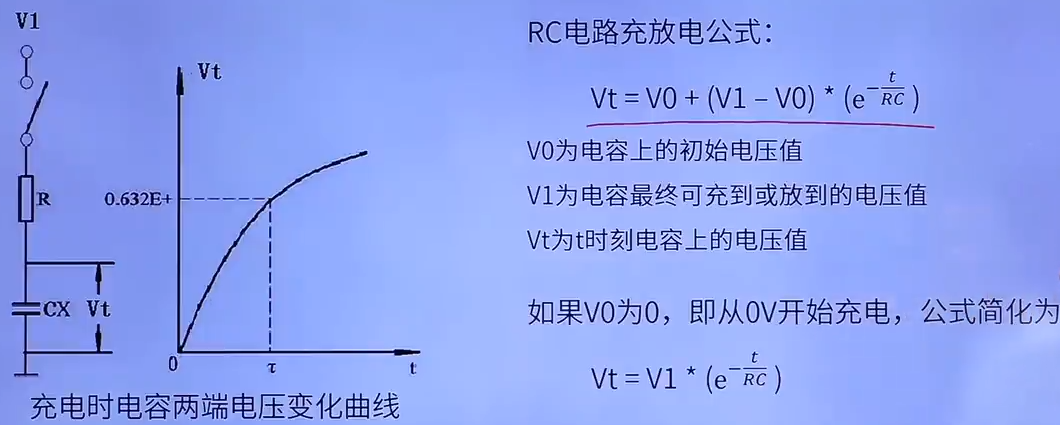 V1
R
CX Vt
Vt
0.632E+
0
τ
t
充电时电容两端电压变化曲线
RC电路充放电公式：
Vt = V0 + (V1 – V0) * (e^{-\frac{t}{RC}})
V0为电容上的初始电压值
V1为电容最终可充到或放到的电压值
Vt为t时刻电容上的电压值
如果V0为0，即从0V开始充电，公式简化为
Vt = V1 * (e^{-\frac{t}{RC}})